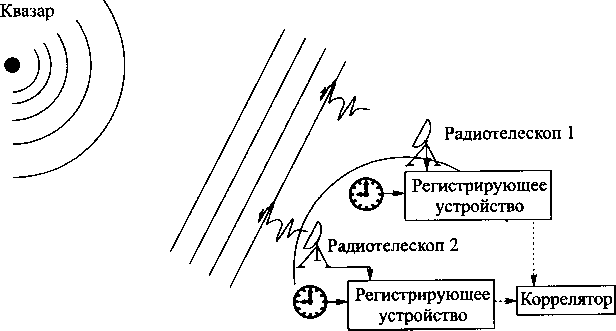 Квазар
Радиотелескоп 1
Регистрирующее
устройство
Радиотелескоп 2
Регистрирующее
устройство
Коррелятор